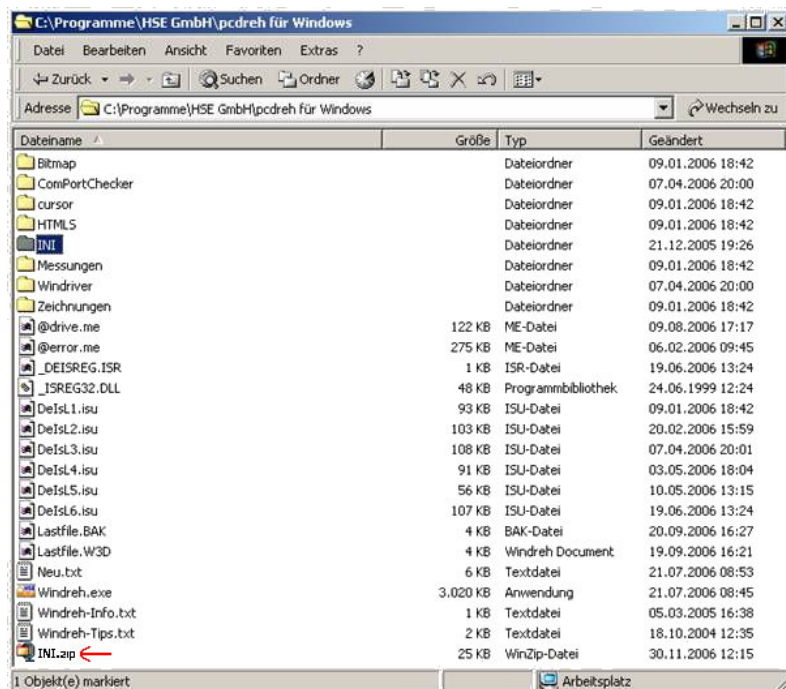 C:\Programme\HSE GmbH\pcdreh für Windows
Datei Bearbeiten Ansicht Favoriten Extras ?
Zurück Suchen Ordner
Adresse C:\Programme\HSE GmbH\pcdreh für Windows Wechseln zu
Dateiname Größe Typ Geändert
Bitmap Dateiordner 09.01.2006 18:42
ComPortChecker Dateiordner 07.04.2006 20:00
cursor Dateiordner 09.01.2006 18:42
HTMLS Dateiordner 09.01.2006 18:42
INI Dateiordner 21.12.2005 19:26
Messungen Dateiordner 09.01.2006 18:42
Windriver Dateiordner 07.04.2006 20:00
Zeichnungen Dateiordner 09.01.2006 18:42
@drive.me 122 KB ME-Datei 09.08.2006 17:17
@error.me 275 KB ME-Datei 06.02.2006 09:45
_DEISREG.ISR 1 KB ISR-Datei 19.06.2006 13:24
_ISREG32.DLL 48 KB Programmbibliothek 24.06.1999 12:24
DeIsL1.isu 93 KB ISU-Datei 09.01.2006 18:42
DeIsL2.isu 103 KB ISU-Datei 20.02.2006 15:59
DeIsL3.isu 108 KB ISU-Datei 07.04.2006 20:01
DeIsL4.isu 91 KB ISU-Datei 03.05.2006 18:04
DeIsL5.isu 56 KB ISU-Datei 10.05.2006 13:15
DeIsL6.isu 107 KB ISU-Datei 19.06.2006 13:24
Lastfile.BAK 4 KB BAK-Datei 20.09.2006 16:27
Lastfile.W3D 4 KB Windreh Document 19.09.2006 16:21
Neu.txt 6 KB Textdatei 21.07.2006 08:53
Windreh.exe 3.020 KB Anwendung 21.07.2006 08:45
Windreh-Info.txt 1 KB Textdatei 05.03.2005 16:38
Windreh-Tips.txt 2 KB Textdatei 18.10.2004 12:35
INI.zip 25 KB WinZip-Datei 30.11.2006 12:15
1 Objekt(e) markiert Arbeitsplatz